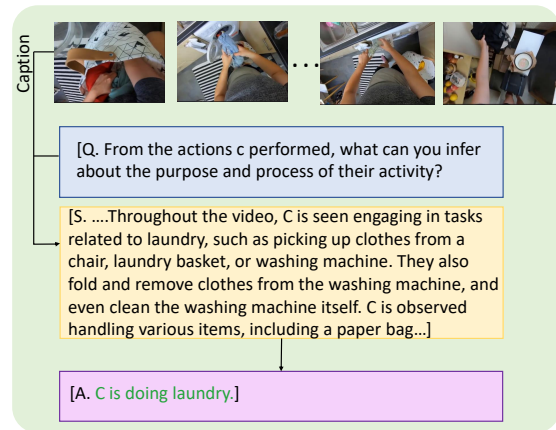 Caption
...
[Q. From the actions c performed, what can you infer
about the purpose and process of their activity?
[S. ....Throughout the video, C is seen engaging in tasks
related to laundry, such as picking up clothes from a
chair, laundry basket, or washing machine. They also
fold and remove clothes from the washing machine, and
even clean the washing machine itself. C is observed
handling various items, including a paper bag...]
[A. C is doing laundry.]